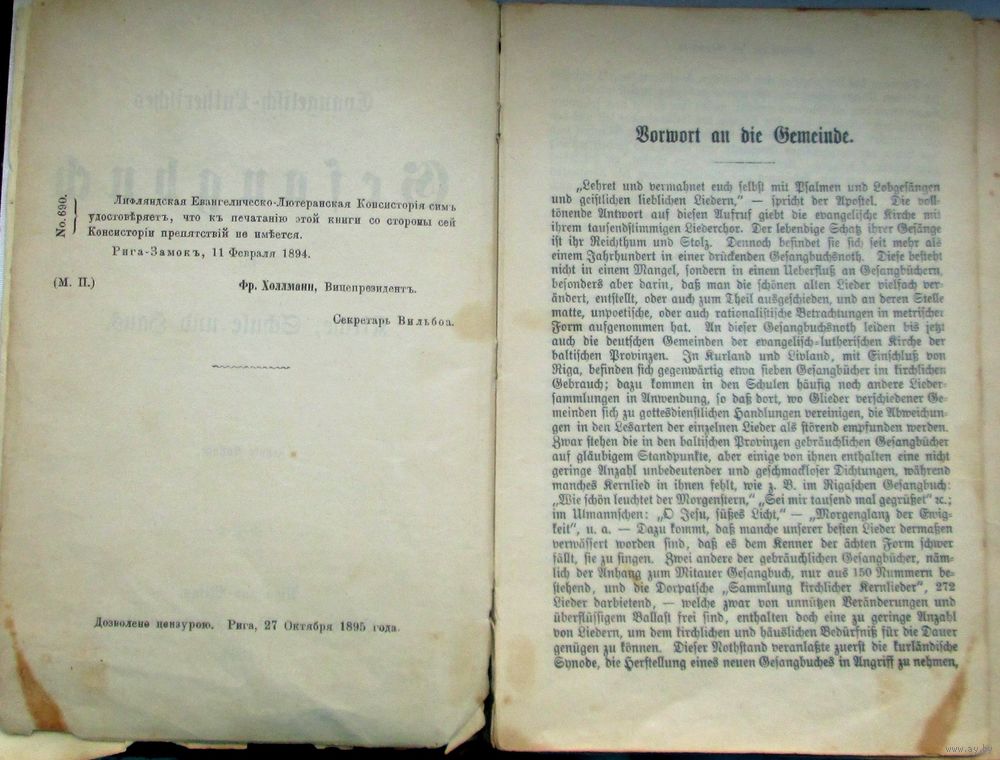 No. 690.
Лифляндская Евангелическо-Лютеранская Консисторія симъ
удостовѣряетъ, что къ печатанію этой книги со стороны сей
Консисторіи препятствій не имѣется.
Рига-Замокъ, 11 Февраля 1894.
(М. П.)
Фр. Холлманн, Вицепрезидентъ.
Секретарь Вильбоа.
Дозволено цензурою. Рига, 27 Октября 1895 года.
Vorwort an die Gemeinde.
„Lehret und vermahnet euch selbst mit Psalmen und Lobgesängen
und geistlichen lieblichen Liedern,“ — spricht der Apostel. Die voll-
tönende Antwort auf diesen Aufruf giebt die evangelische Kirche mit
ihrem tausendstimmigen Liederchor. Der lebendige Schatz ihrer Gesänge
ist ihr Reichthum und Stolz. Dennoch befindet sie sich seit mehr als
einem Jahrhundert in einer drückenden Gesangbuchsnoth. Diese besteht
nicht in einem Mangel, sondern in einem Ueberfluß an Gesangbüchern,
besonders aber darin, daß man die schönen alten Lieder vielfach ver-
ändert, entstellt, oder auch zum Theil ausgeschieden, und an deren Stelle
matte, unpoetische, oder auch rationalistische Betrachtungen in metrischer
Form aufgenommen hat. An dieser Gesangbuchsnoth leiden bis jetzt
auch die deutschen Gemeinden der evangelisch-lutherischen Kirche der
baltischen Provinzen. In Kurland und Livland, mit Einschluß von
Riga, befinden sich gegenwärtig etwa sieben Gesangbücher im kirchlichen
Gebrauch; dazu kommen in den Schulen häufig noch andere Lieder-
sammlungen in Anwendung, so daß dort, wo Glieder verschiedener Ge-
meinden sich zu gottesdienstlichen Handlungen vereinigen, die Abweichun-
gen in den Lesarten der einzelnen Lieder als störend empfunden werden.
Zwar stehen die in den baltischen Provinzen gebräuchlichen Gesangbücher
auf gläubigem Standpunkte, aber einige von ihnen enthalten eine nicht
geringe Anzahl unbedeutender und geschmackloser Dichtungen, während
manches Kernlied in ihnen fehlt, wie z. B. im Rigaschen Gesangbuch:
„Wie schön leuchtet der Morgenstern,“ „Sei mir tausend mal gegrüßet“ ꝛc.;
im Ulmannschen: „O Jesu, süßes Licht,“ — „Morgenglanz der Ewig-
keit“, u. a. — Dazu kommt, daß manche unserer besten Lieder dermaßen
verwässert worden sind, daß es dem Kenner der ächten Form schwer
fällt, sie zu singen. Zwei andere der gebräuchlichen Gesangbücher, näm-
lich der Anhang zum Mitauer Gesangbuch, nur aus 150 Nummern be-
stehend, und die Dorpatsche „Sammlung kirchlicher Kernlieder“, 272
Lieder darbietend, — welche zwar von unnützen Veränderungen und
überflüssigem Ballast frei sind, enthalten doch eine zu geringe Anzahl
von Liedern, um dem kirchlichen und häuslichen Bedürfniß für die Dauer
genügen zu können. Dieser Nothstand veranlaßte zuerst die kurländische
Synode, die Herstellung eines neuen Gesangbuches in Angriff zu nehmen,
www.ay.by